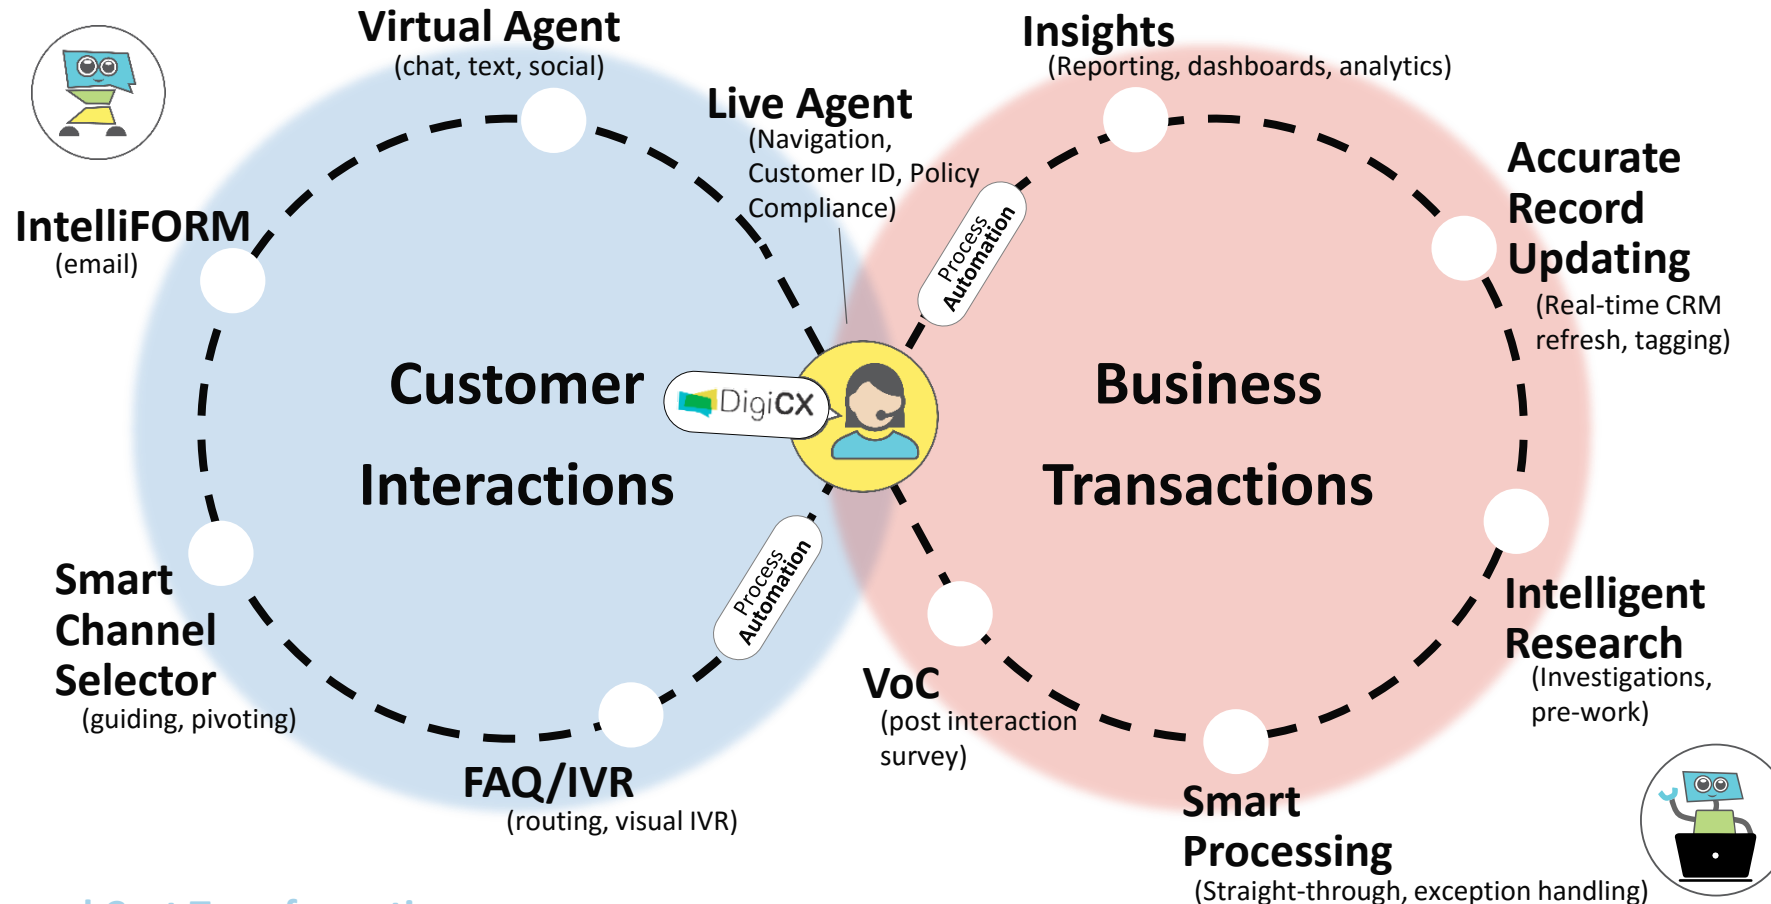 Virtual Agent
(chat, text, social)
Insights
(Reporting, dashboards, analytics)
Live Agent
(Navigation,
Customer ID, Policy
Compliance)
Accurate
Record
Updating
(Real-time CRM
refresh, tagging)
IntelliFORM
(email)
Process
Automation
Customer
Interactions
DigiCX
Business
Transactions
Process
Automation
Smart
Channel
Selector
(guiding, pivoting)
Intelligent
Research
(Investigations,
pre-work)
VoC
(post interaction
survey)
FAQ/IVR
(routing, visual IVR)
Smart
Processing
(Straight-through, exception handling)